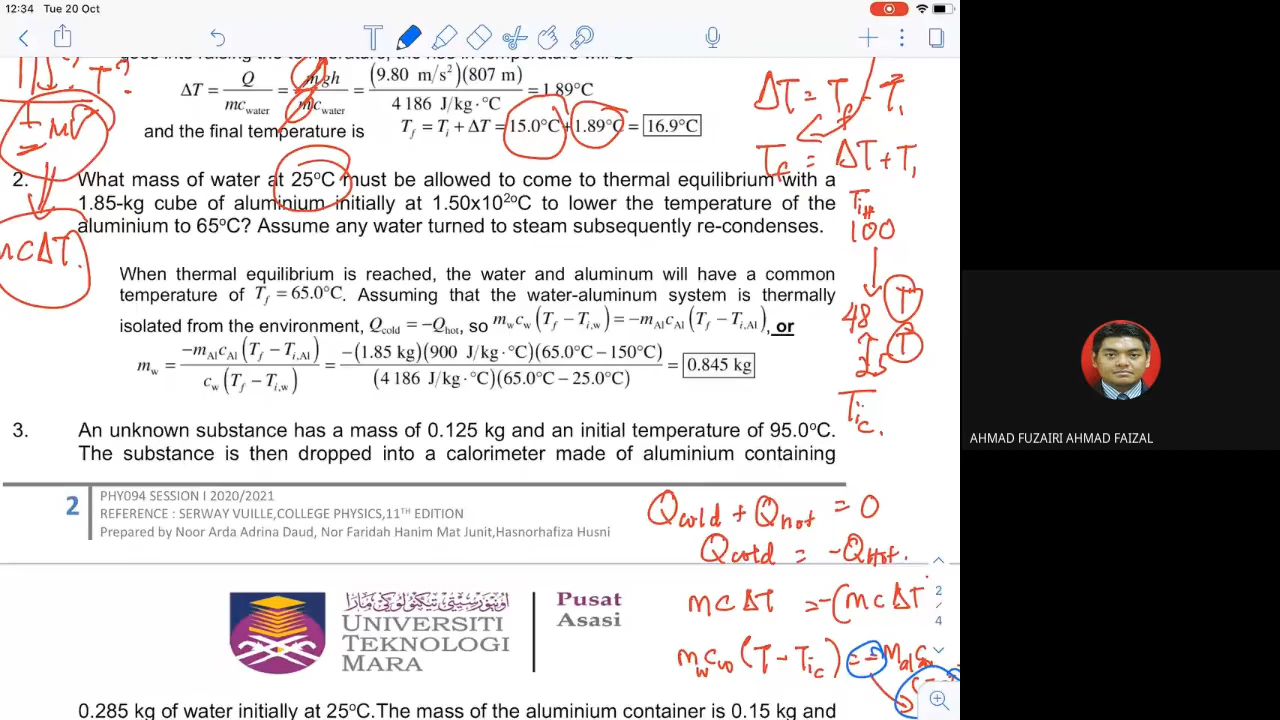 12:34 Tue 20 Oct
T?
ΔT = Q / mc_water = mgh / mc_water = (9.80 m/s²)(807 m) / 4 186 J/kg·°C = 1.89°C
and the final temperature is T_f = T_i + ΔT = 15.0°C + 1.89°C = 16.9°C
ΔT = T_f - T_i
T_f = ΔT + T_i
2. What mass of water at 25°C must be allowed to come to thermal equilibrium with a
1.85-kg cube of aluminium initially at 1.50x10²°C to lower the temperature of the
aluminium to 65°C? Assume any water turned to steam subsequently re-condenses.
mcΔT
T_iH
100
48 T
T
25
T_ic.
When thermal equilibrium is reached, the water and aluminum will have a common
temperature of T_f = 65.0°C. Assuming that the water-aluminum system is thermally
isolated from the environment, Q_cold = −Q_hot, so m_w c_w (T_f − T_i,w) = −m_Al c_Al (T_f − T_i,Al), or
m_w = −m_Al c_Al (T_f − T_i,Al) / c_w (T_f − T_i,w) = −(1.85 kg)(900 J/kg·°C)(65.0°C − 150°C) / (4 186 J/kg·°C)(65.0°C − 25.0°C) = 0.845 kg
3. An unknown substance has a mass of 0.125 kg and an initial temperature of 95.0°C.
The substance is then dropped into a calorimeter made of aluminium containing
2 PHY094 SESSION I 2020/2021
REFERENCE : SERWAY VUILLE,COLLEGE PHYSICS,11TH EDITION
Prepared by Noor Arda Adrina Daud, Nor Faridah Hanim Mat Junit,Hasnorhafiza Husni
Qcold + Qhot = 0
Qcold = -QHot.
mcΔT = -(mcΔT
m_w c_w (T - T_ic) = -
UNIVERSITI
TEKNOLOGI
MARA
Pusat
Asasi
2
/
4
0.285 kg of water initially at 25°C.The mass of the aluminium container is 0.15 kg and
AHMAD FUZAIRI AHMAD FAIZAL